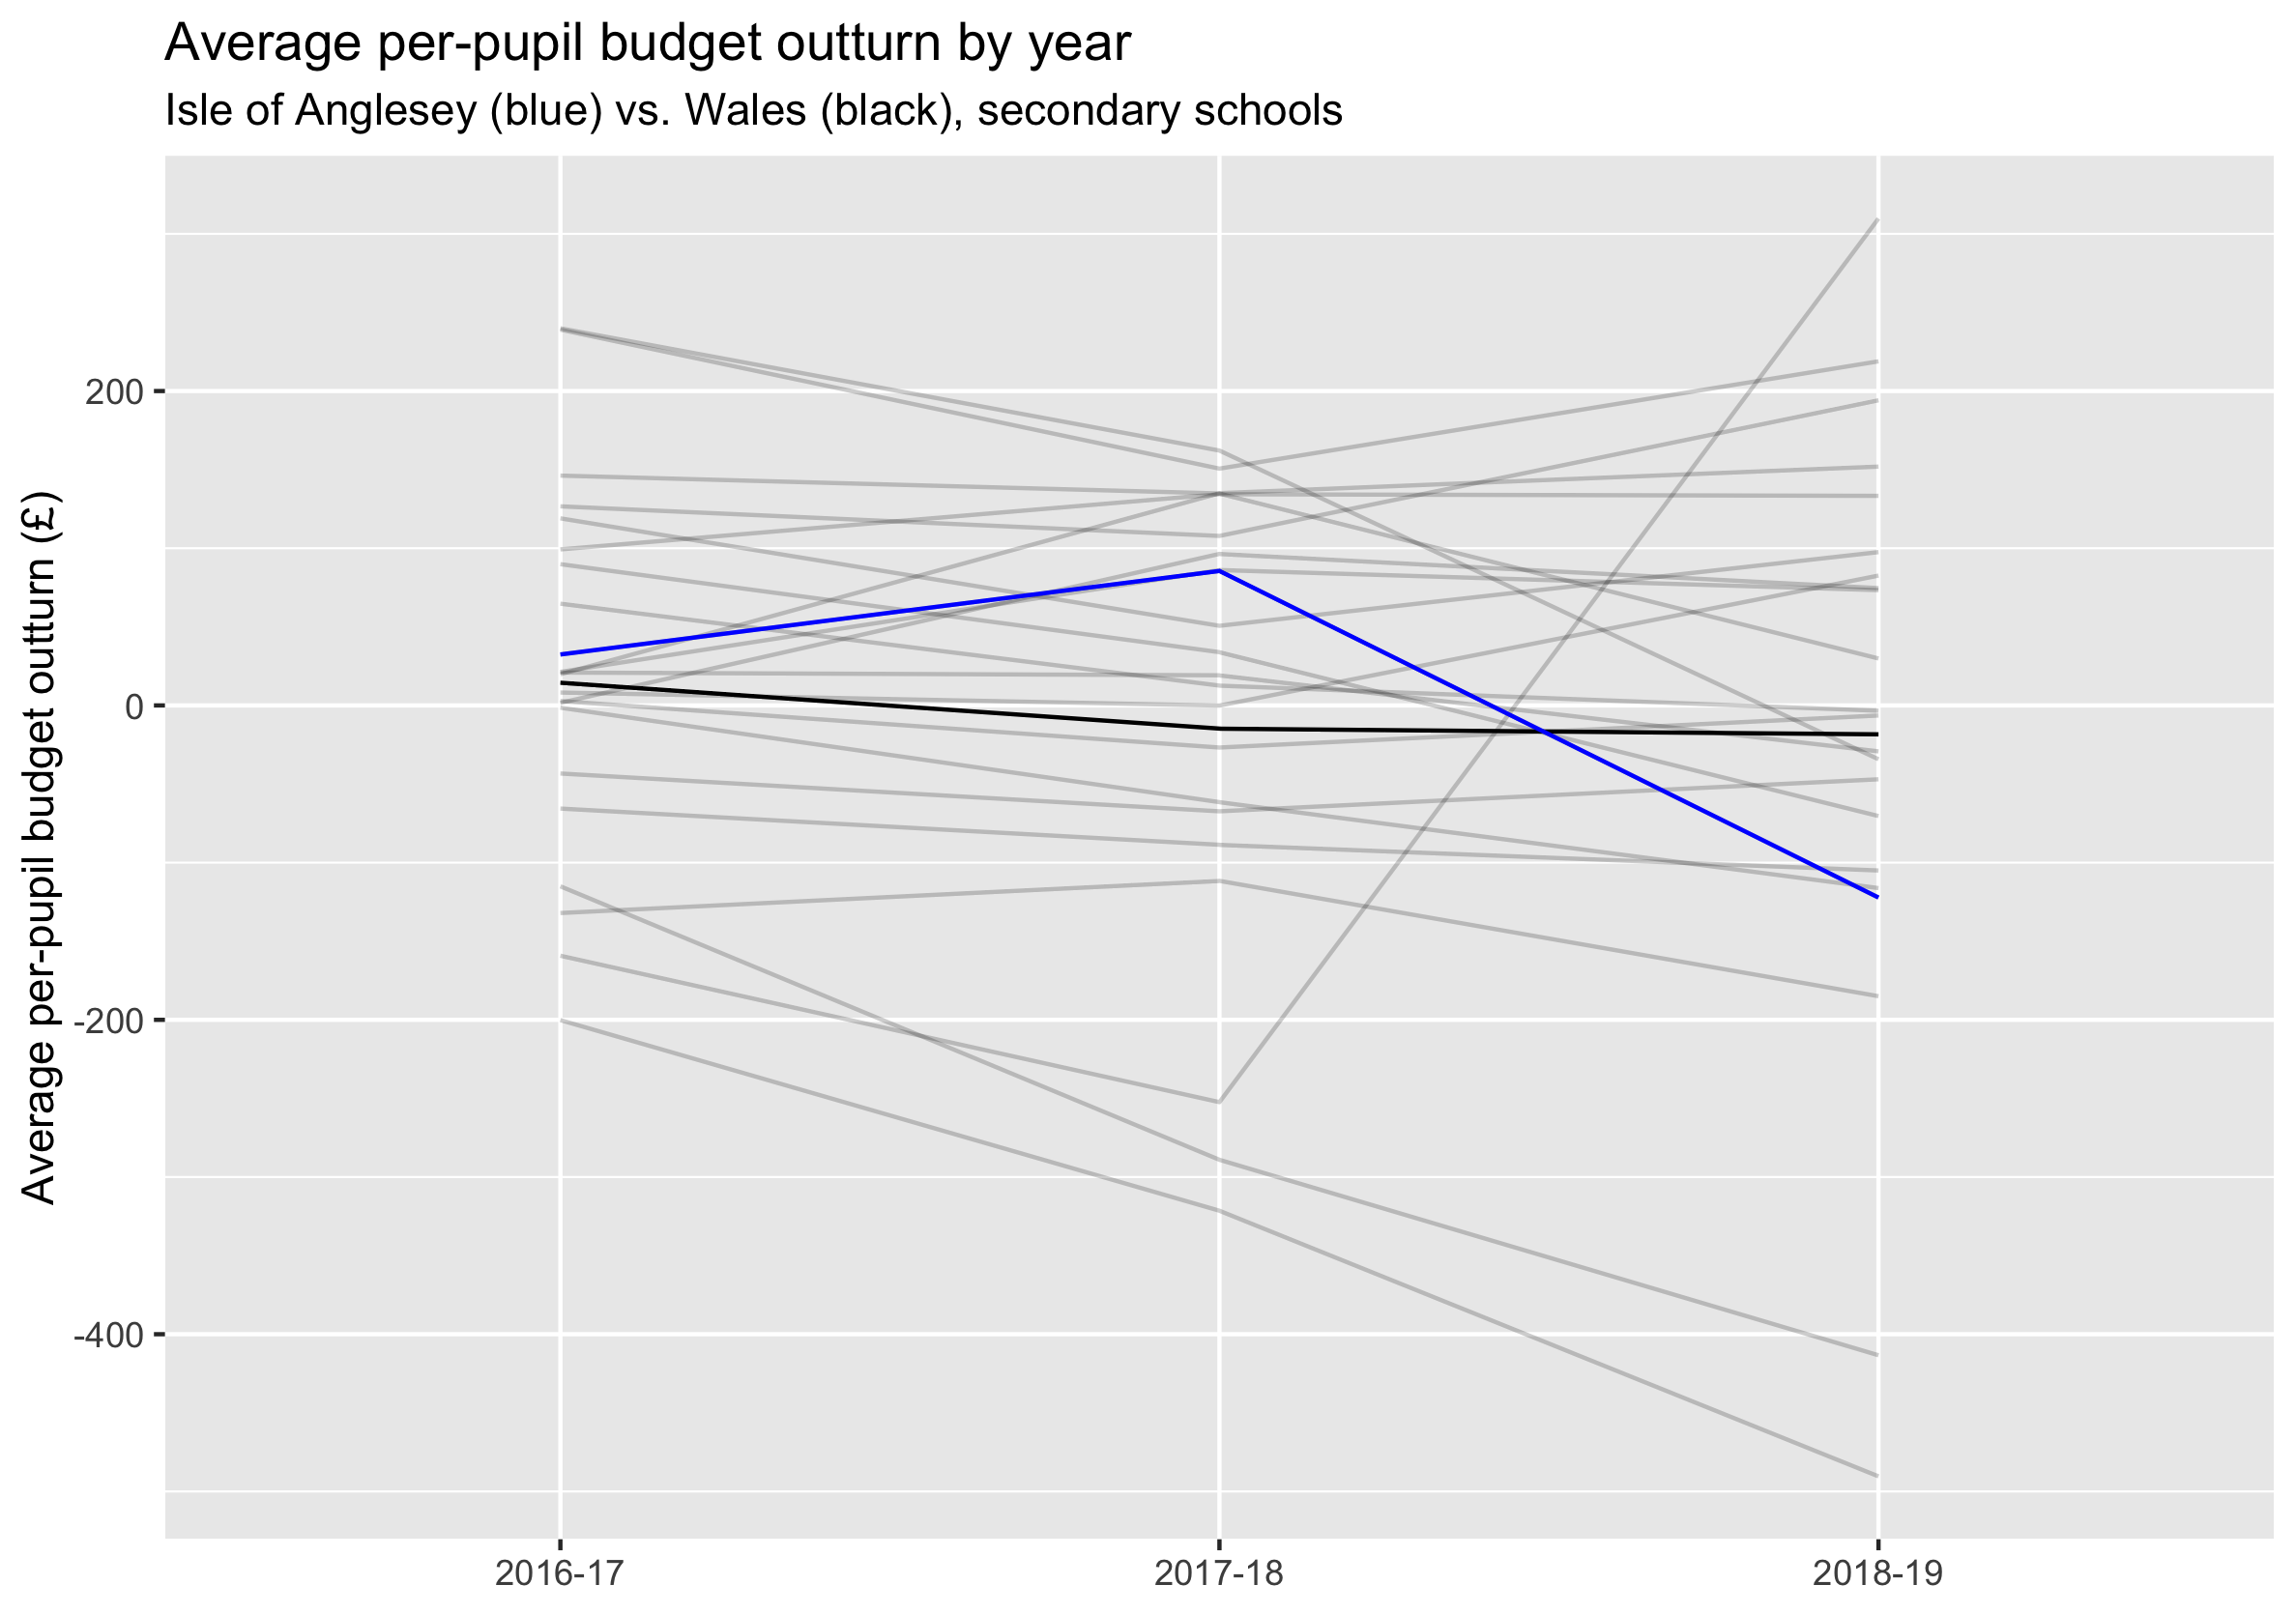 Average per-pupil budget outturn by year
Isle of Anglesey (blue) vs. Wales (black), secondary schools
Average per-pupil budget outturn (£)
200
0
-200
-400
2016-17
2017-18
2018-19